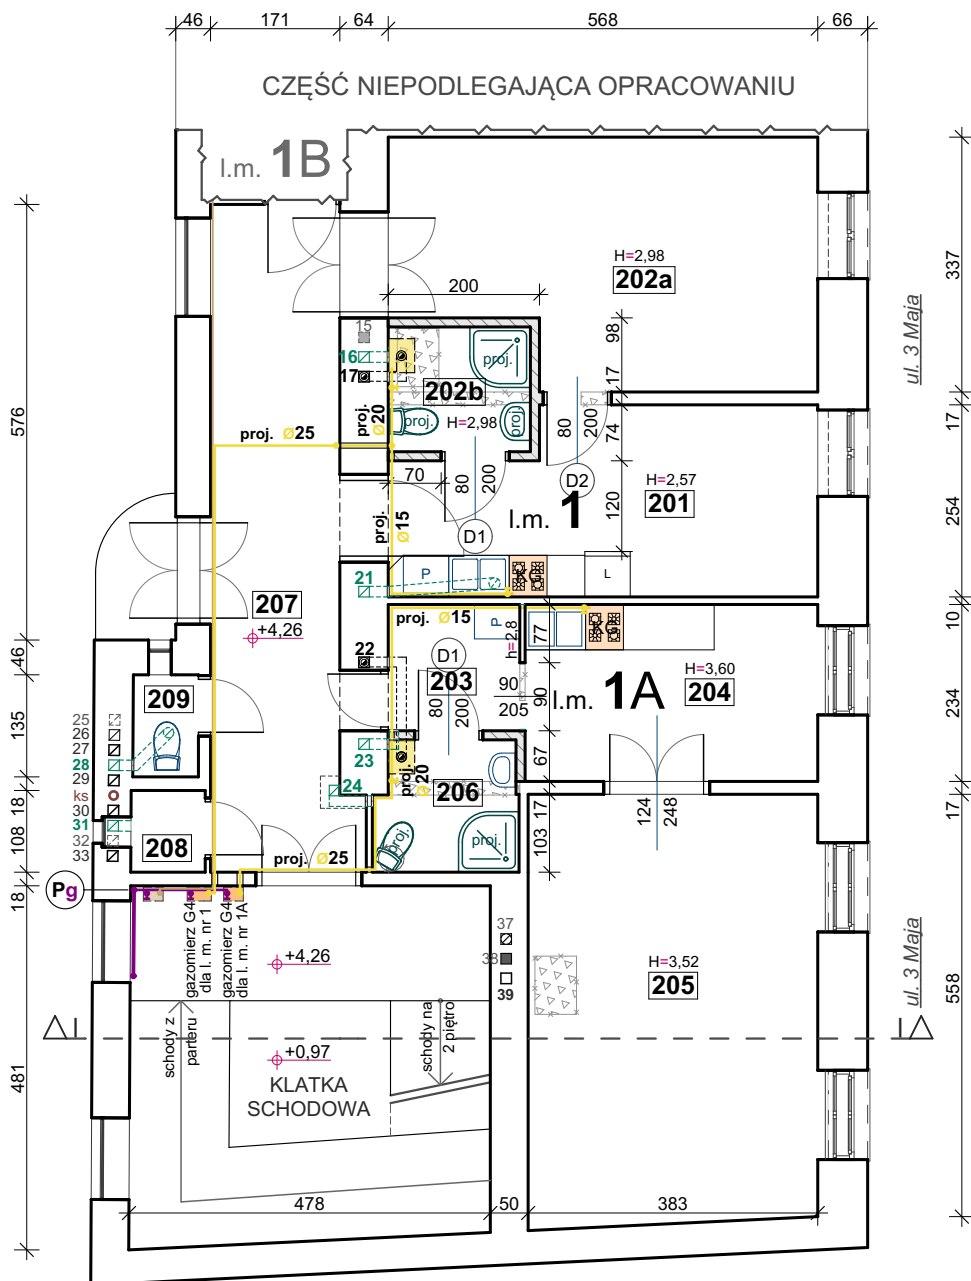 46 171 64 568 66
CZĘŚĆ NIEPODLEGAJĄCA OPRACOWANIU
l.m. 1B
H=2,98
202a
337
ul. 3 Maja
200
98
17
15
16
17
proj.
202b
proj.
H=2,98
proj.
proj. Ø20
proj. Ø25
80
200
74
17
576
70
80
200
D2
H=2,57
201
120
254
l.m. 1
D1
proj. Ø15
21
P
KG
L
207
+4,26
proj. Ø15
P
h=2,8
77
KG
10
22
D1
203
H=3,60
204
46
90
205
90
l.m. 1A
80
200
234
209
135
25
26
27
28
29
ks
30
31
32
33
23
24
67
proj. Ø20
206
124
248
18
17
17
108
208
proj. Ø25
proj.
proj.
103
18
Pg
gazomierz G4
dla l. m. nr 1
gazomierz G4
dla l. m. nr 1A
+4,26
37
38
39
H=3,52
205
ul. 3 Maja
558
schody z
parteru
schody na
2 piętro
I
I
+0,97
KLATKA
SCHODOWA
481
478 50 383